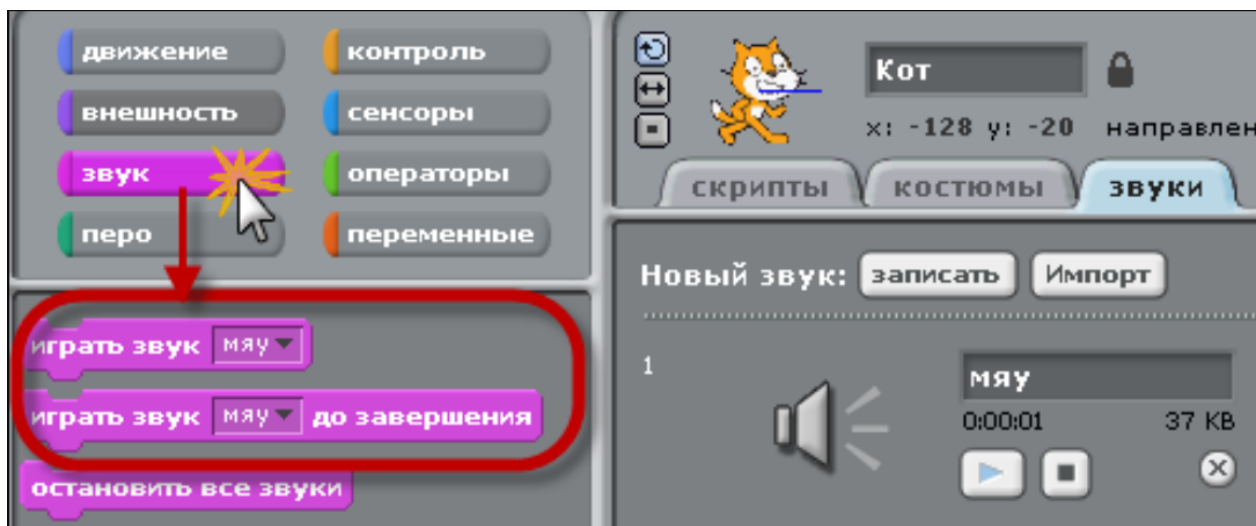 движение
контроль
внешность
сенсоры
звук
операторы
перо
переменные
играть звук мяу
играть звук мяу до завершения
остановить все звуки
Кот
x: -128 y: -20 направлен
скрипты костюмы звуки
Новый звук: записать Импорт
1
мяу
0:00:01 37 KB